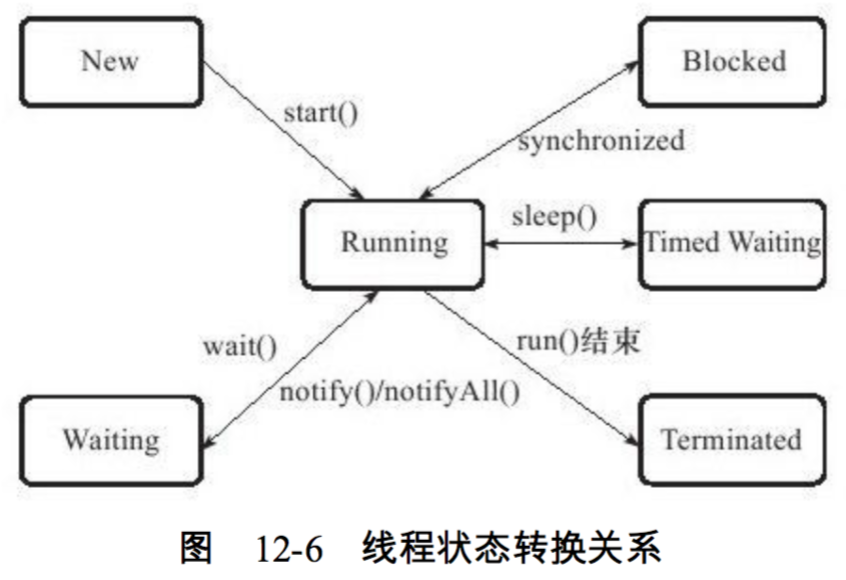 New
Blocked
start()
synchronized
Running
sleep()
Timed Waiting
wait()
run()结束
notify()/notifyAll()
Waiting
Terminated
图 12-6 线程状态转换关系